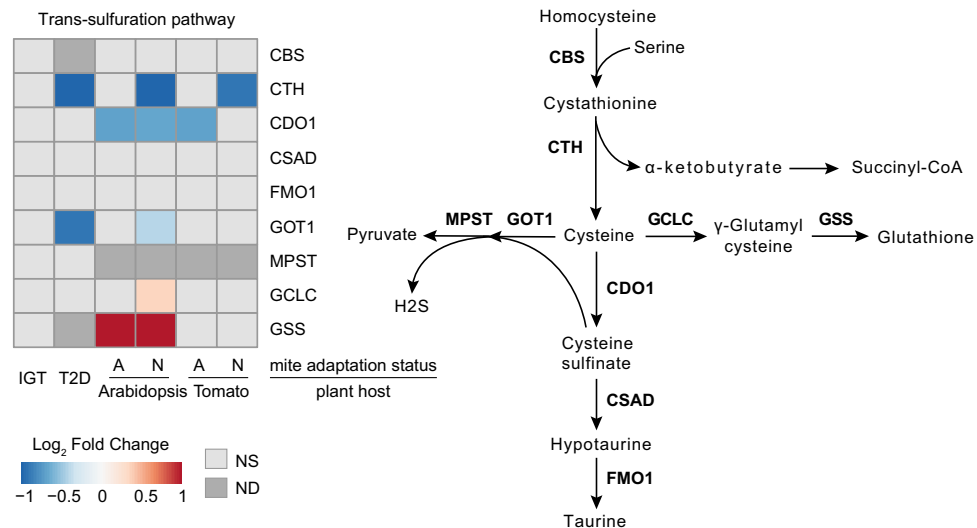 Trans-sulfuration pathway
CBS
CTH
CDO1
CSAD
FMO1
GOT1
MPST
GCLC
GSS
A N A N mite adaptation status
IGT T2D Arabidopsis Tomato plant host
Log2 Fold Change
−1 −0.5 0 0.5 1
NS
ND
Homocysteine
Serine
CBS
Cystathionine
CTH
α-ketobutyrate
Succinyl-CoA
Pyruvate
MPST
GOT1
Cysteine
GCLC
γ-Glutamyl
cysteine
GSS
Glutathione
H2S
CDO1
Cysteine
sulfinate
CSAD
Hypotaurine
FMO1
Taurine